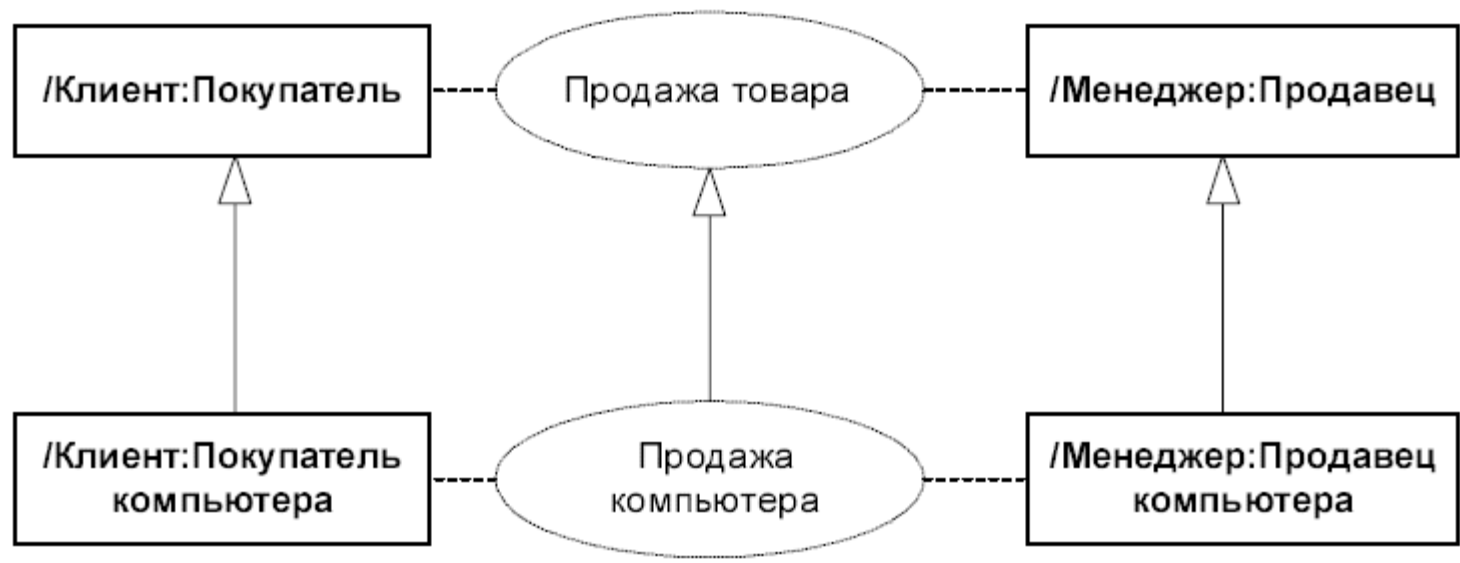 /Клиент:Покупатель
Продажа товара
/Менеджер:Продавец
/Клиент:Покупатель
компьютера
Продажа
компьютера
/Менеджер:Продавец
компьютера